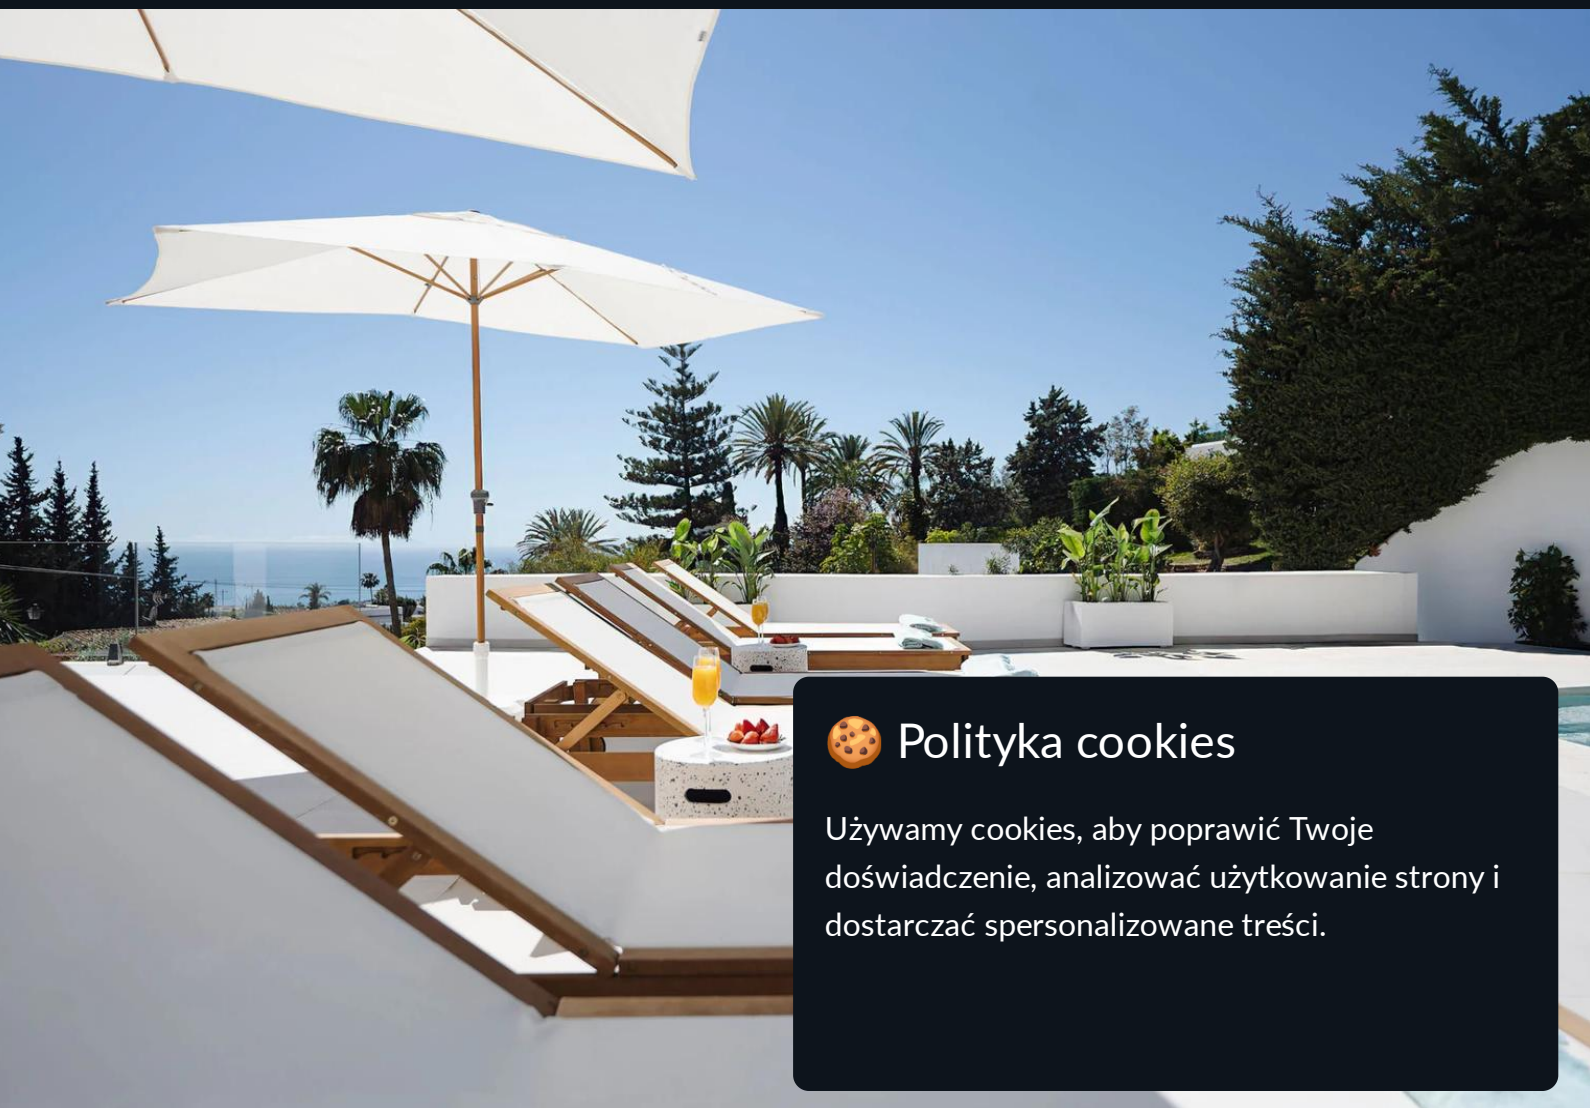 🍪 Polityka cookies
Używamy cookies, aby poprawić Twoje
doświadczenie, analizować użytkowanie strony i
dostarczać spersonalizowane treści.